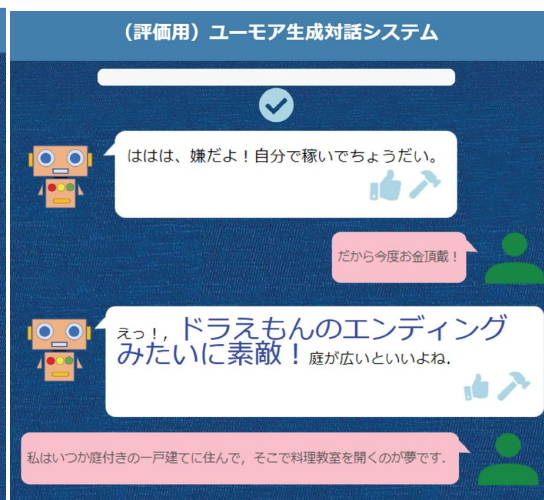 (評価用)ユーモア生成対話システム
ははは、嫌だよ!自分で稼いでちょうだい。
だから今度お金頂戴!
えっ!,ドラえもんのエンディング
みたいに素敵!庭が広いといいよね.
私はいつか庭付きの一戸建てに住んで,そこで料理教室を開くのが夢です.